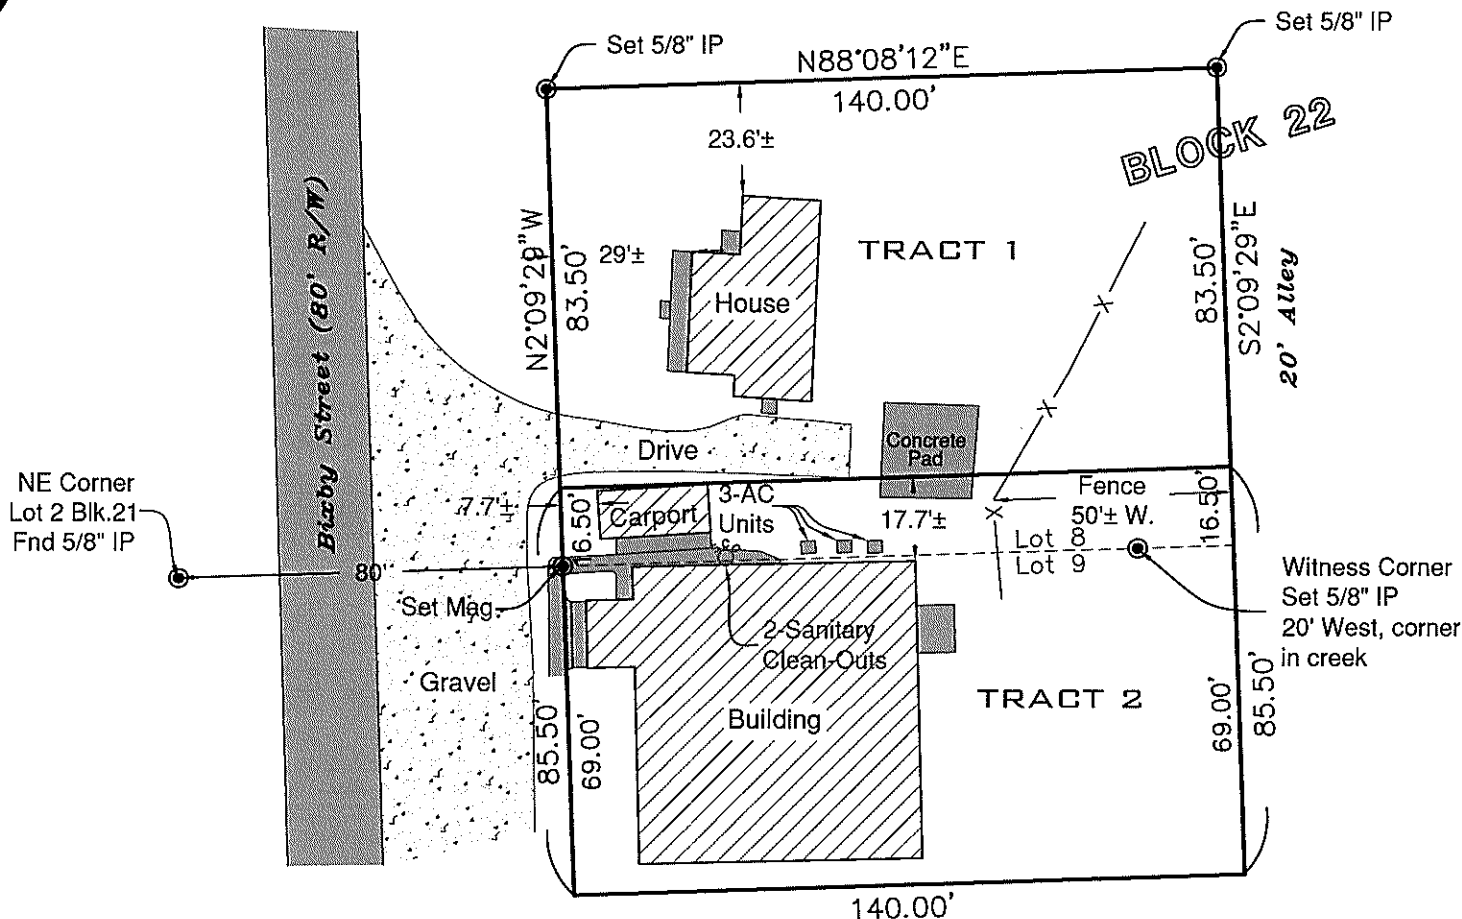 Set 5/8" IP
Set 5/8" IP
N88°08'12"E
140.00'
BLOCK 22
23.6'±
Bixby Street (80' R/W)
N2°09'29"W
83.50'
29'±
TRACT 1
House
83.50'
S2°09'29"E
20' Alley
Drive
Concrete
Pad
NE Corner
Lot 2 Blk.21
Fnd 5/8" IP
7.7'±
16.50'
Carport
3-AC
Units
17.7'±
Fence
50'± W.
16.50'
Lot 8
Lot 9
80'
Set Mag
Witness Corner
Set 5/8" IP
20' West, corner
in creek
2-Sanitary
Clean-Outs
Gravel
Building
TRACT 2
85.50'
69.00'
69.00'
85.50'
140.00'